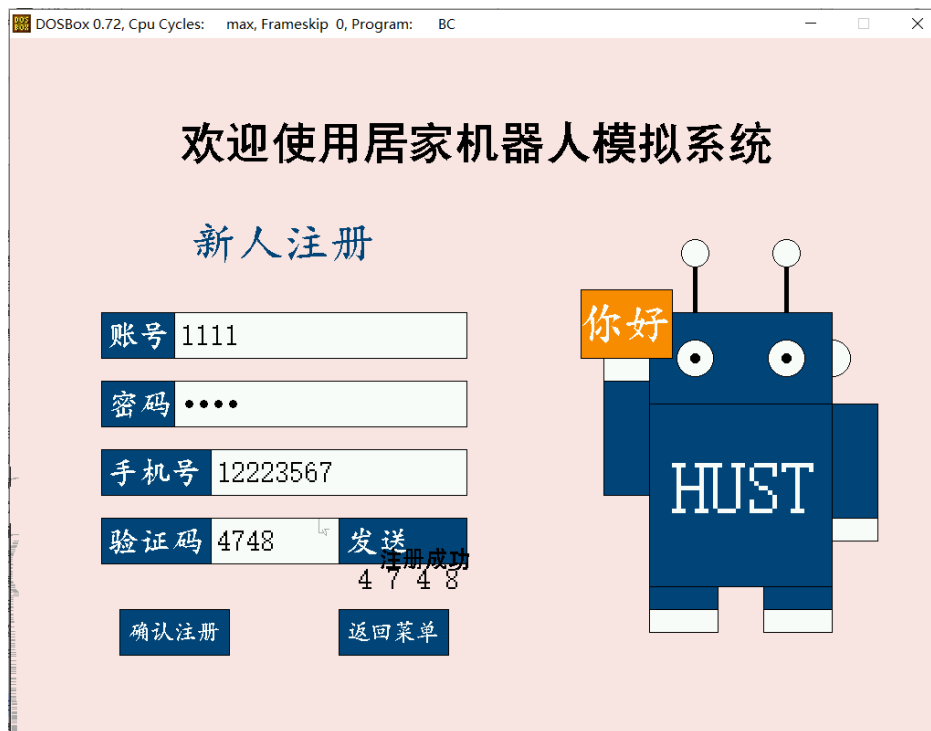 DOSBox 0.72, Cpu Cycles: max, Frameskip 0, Program: BC
欢迎使用居家机器人模拟系统
新人注册
你好
账号 1111
密码 ••••
HUST
手机号 12223567
验证码 4748 发送
注册成功
4 7 4 8
确认注册 返回菜单